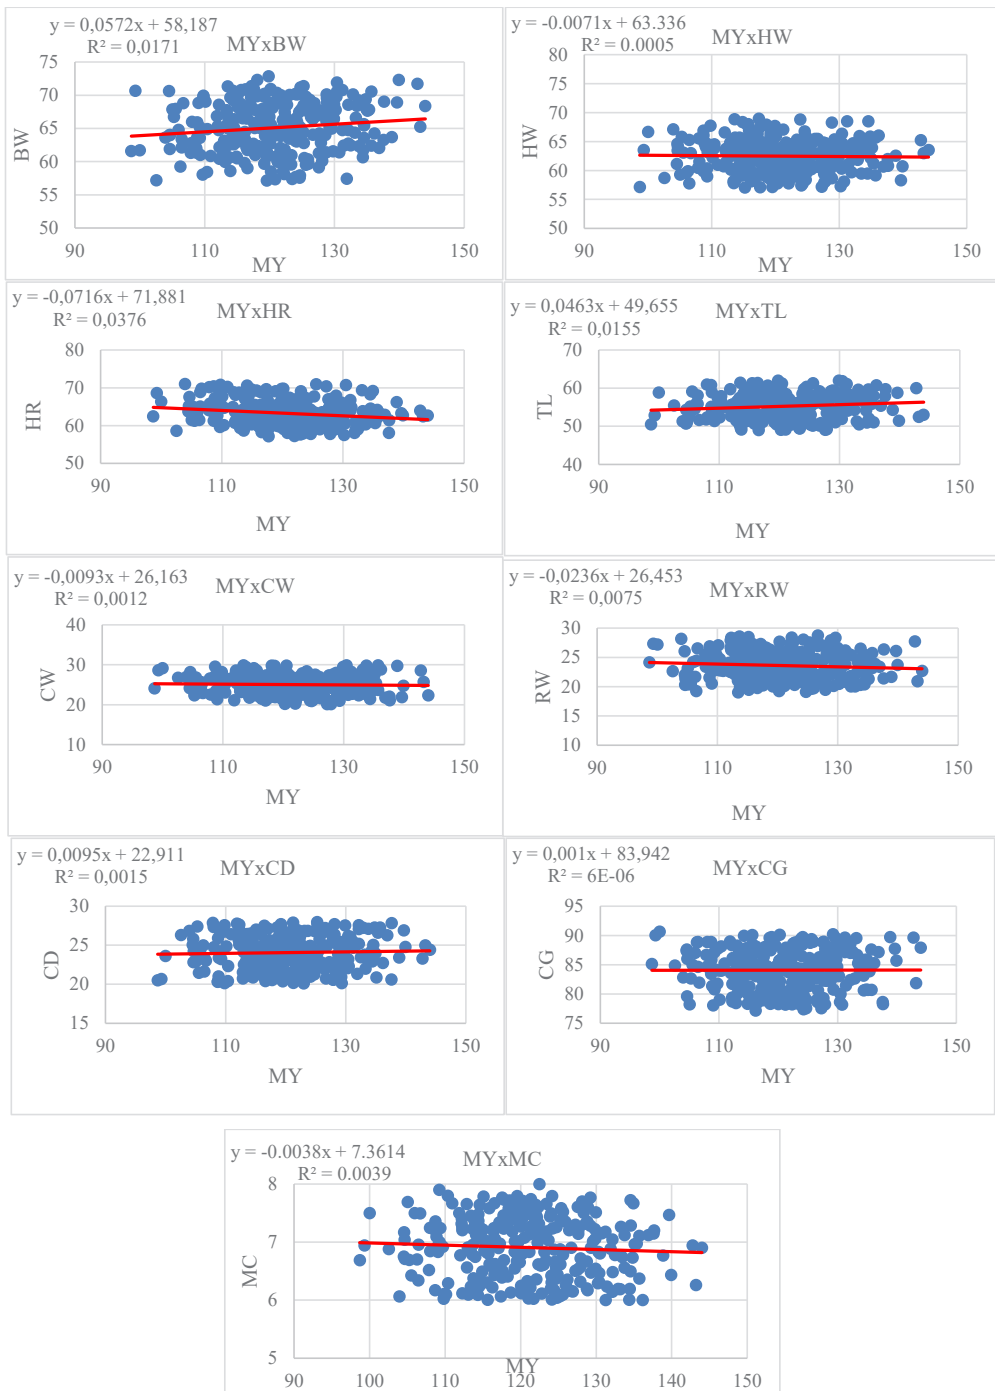 y = 0,0572x + 58,187
R² = 0,0171
MYxBW
75
70
65
60
55
50
BW
90
110
130
150
MY
y = -0.0071x + 63.336
R² = 0.0005
MYxHW
80
75
70
65
60
55
50
HW
90
110
130
150
MY
y = -0,0716x + 71,881
R² = 0,0376
MYxHR
80
70
60
50
HR
90
110
130
150
MY
y = 0,0463x + 49,655
R² = 0,0155
MYxTL
70
60
50
40
TL
90
110
130
150
MY
y = -0,0093x + 26,163
R² = 0,0012
MYxCW
40
30
20
10
CW
90
110
130
150
MY
y = -0,0236x + 26,453
R² = 0,0075
MYxRW
30
25
20
15
10
RW
90
110
130
150
MY
y = 0,0095x + 22,911
R² = 0,0015
MYxCD
30
25
20
15
CD
90
110
130
150
MY
y = 0,001x + 83,942
R² = 6E-06
MYxCG
95
90
85
80
75
CG
90
110
130
150
MY
y = -0.0038x + 7.3614
R² = 0.0039
MYxMC
8
7
6
5
MC
MY
90
100
110
120
130
140
150